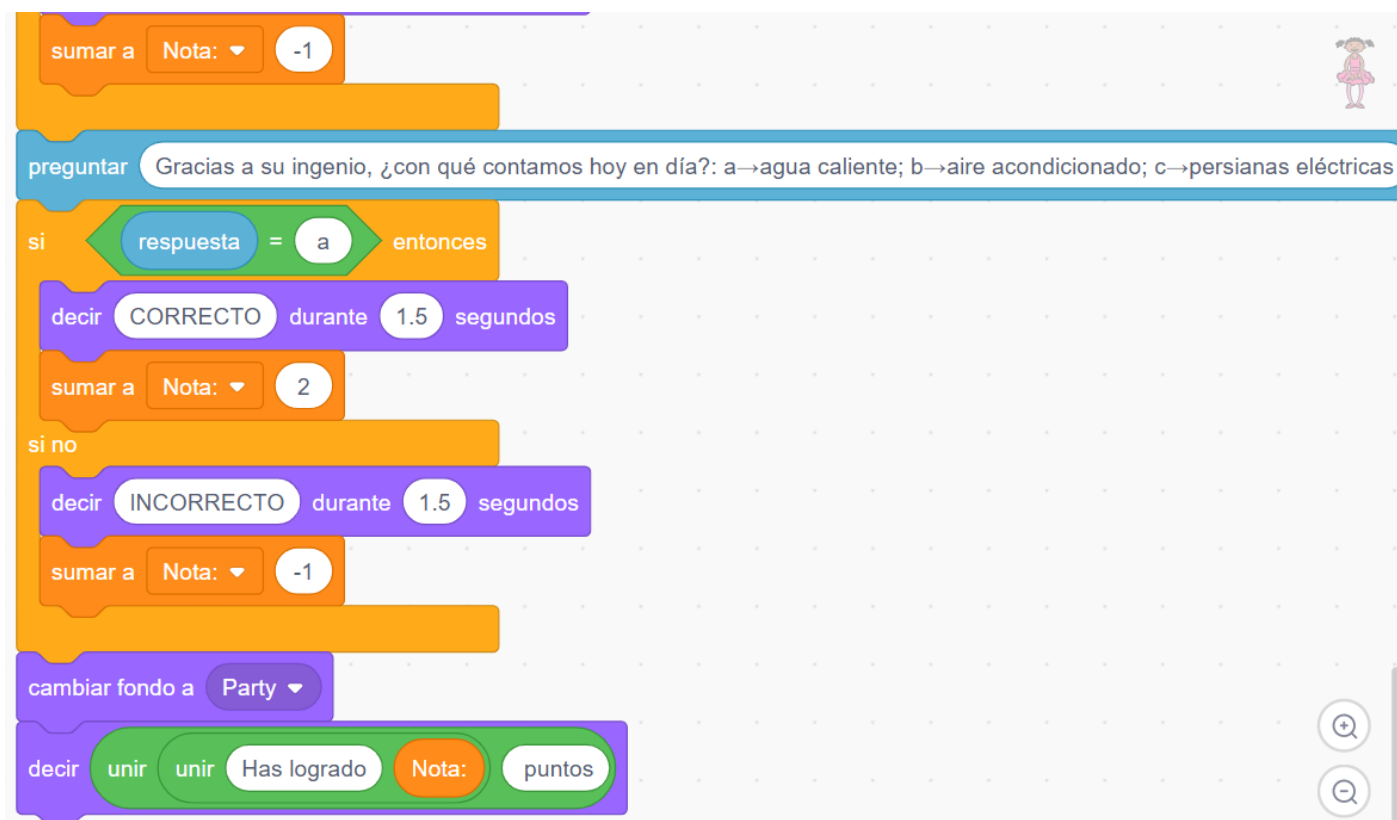 sumar a Nota: -1
preguntar Gracias a su ingenio, ¿con qué contamos hoy en día?: a→agua caliente; b→aire acondicionado; c→persianas eléctricas
si respuesta = a entonces
decir CORRECTO durante 1.5 segundos
sumar a Nota: 2
si no
decir INCORRECTO durante 1.5 segundos
sumar a Nota: -1
cambiar fondo a Party
decir unir unir Has logrado Nota: puntos